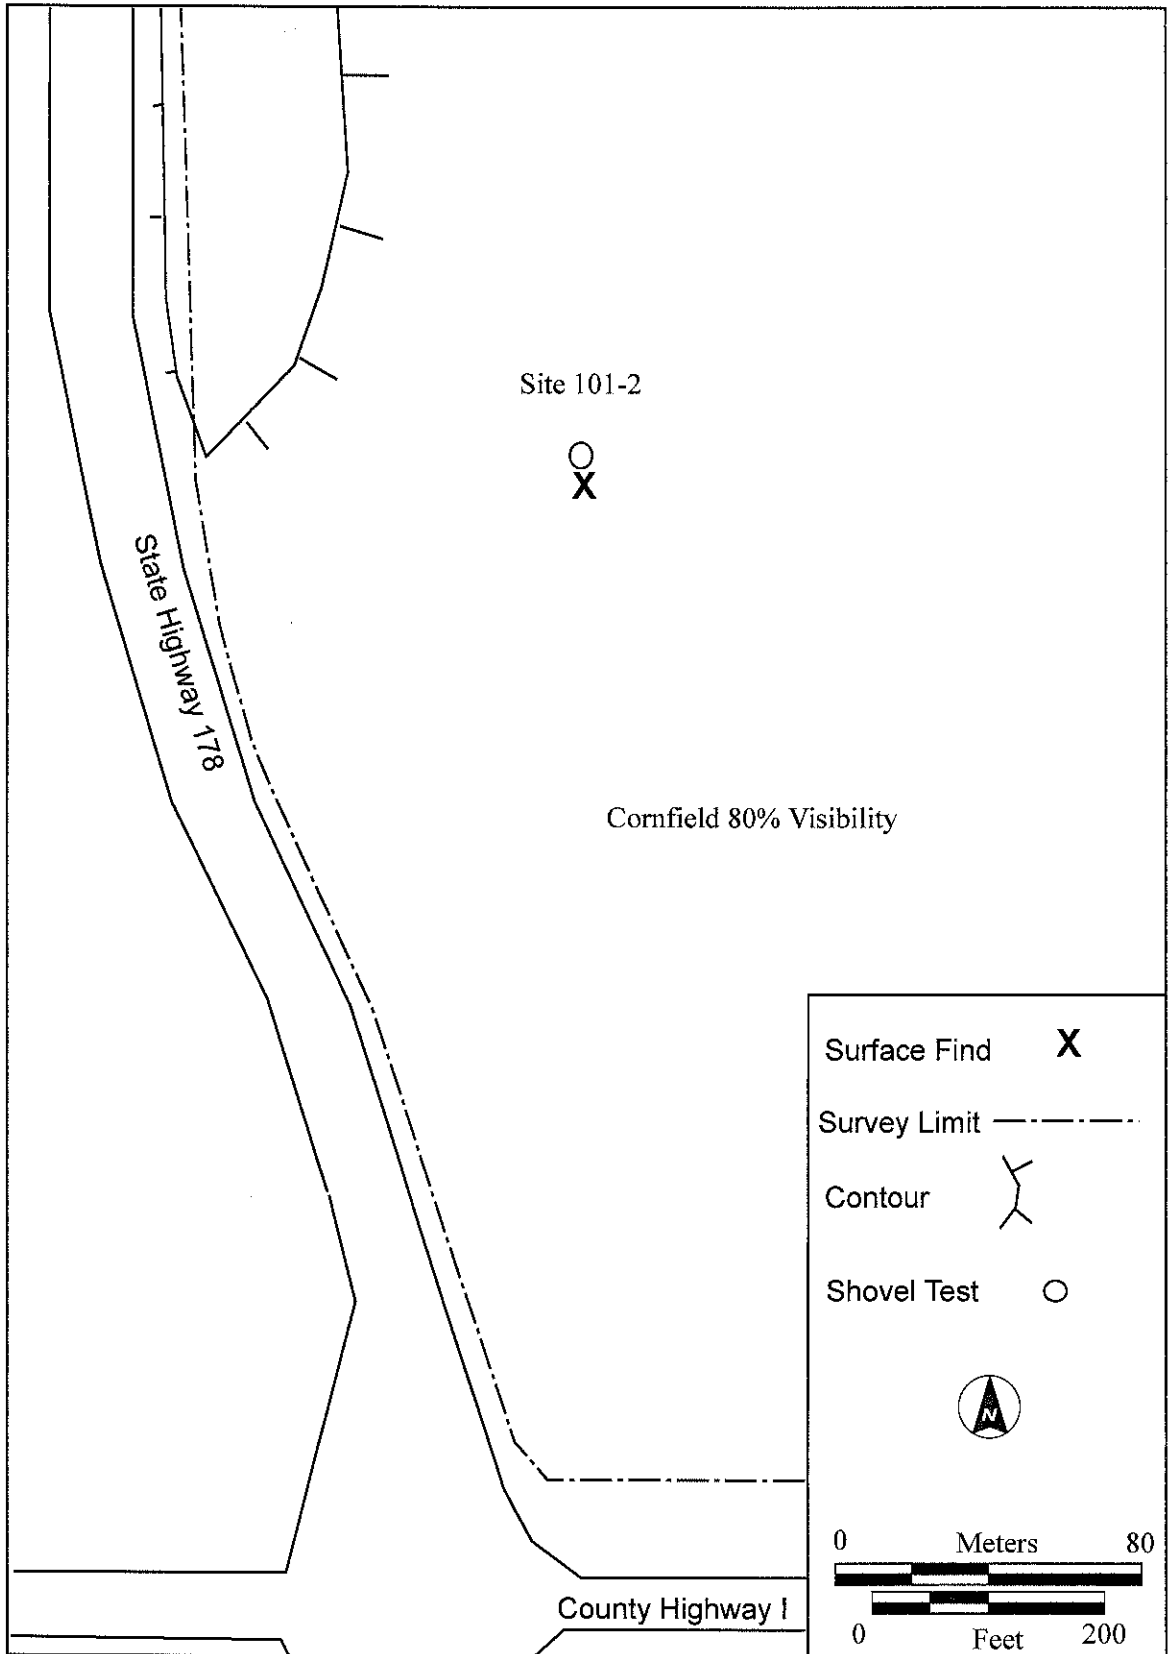 Site 101-2
X
State Highway 178
Cornfield 80% Visibility
Surface Find X
Survey Limit
Contour
Shovel Test
N
0 Meters 80
County Highway I
0 Feet 200